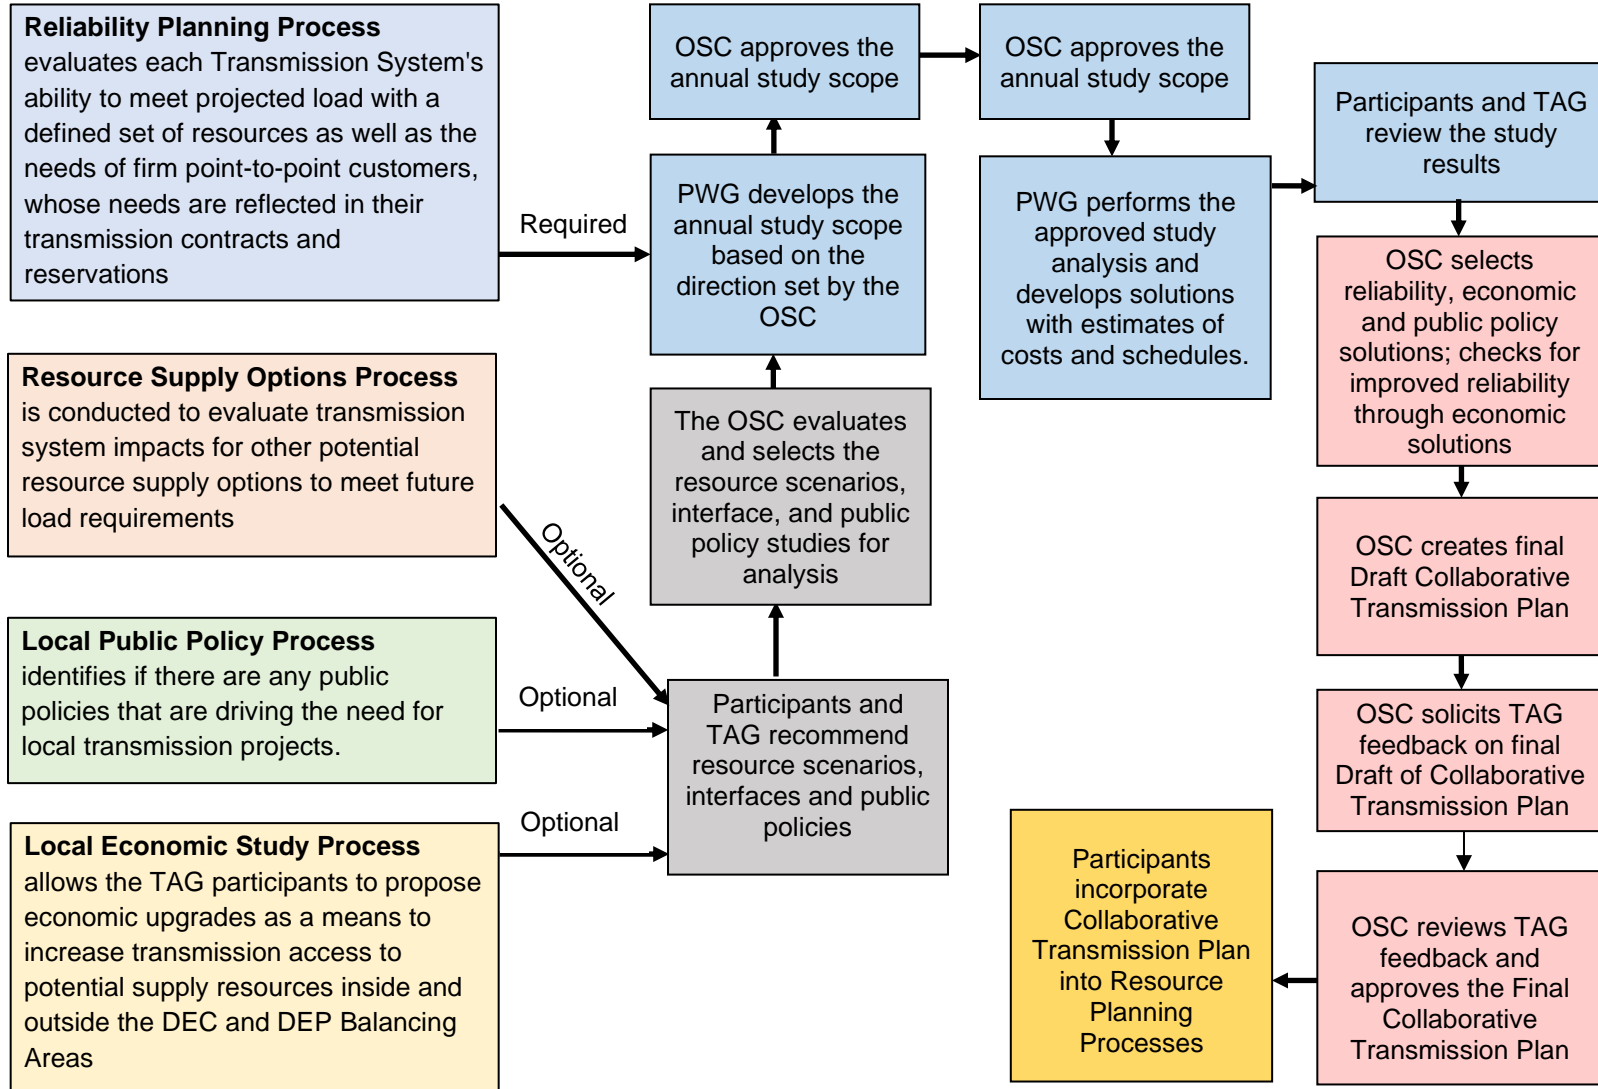 Reliability Planning Process
evaluates each Transmission System's
ability to meet projected load with a
defined set of resources as well as the
needs of firm point-to-point customers,
whose needs are reflected in their
transmission contracts and
reservations
Required
Resource Supply Options Process
is conducted to evaluate transmission
system impacts for other potential
resource supply options to meet future
load requirements
Optional
Local Public Policy Process
identifies if there are any public
policies that are driving the need for
local transmission projects.
Optional
Local Economic Study Process
allows the TAG participants to propose
economic upgrades as a means to
increase transmission access to
potential supply resources inside and
outside the DEC and DEP Balancing
Areas
Optional
Participants and
TAG recommend
resource scenarios,
interfaces and public
policies
The OSC evaluates
and selects the
resource scenarios,
interface, and public
policy studies for
analysis
PWG develops the
annual study scope
based on the
direction set by the
OSC
OSC approves the
annual study scope
OSC approves the
annual study scope
PWG performs the
approved study
analysis and
develops solutions
with estimates of
costs and schedules.
Participants and TAG
review the study
results
OSC selects
reliability, economic
and public policy
solutions; checks for
improved reliability
through economic
solutions
OSC creates final
Draft Collaborative
Transmission Plan
OSC solicits TAG
feedback on final
Draft of Collaborative
Transmission Plan
OSC reviews TAG
feedback and
approves the Final
Collaborative
Transmission Plan
Participants
incorporate
Collaborative
Transmission Plan
into Resource
Planning
Processes